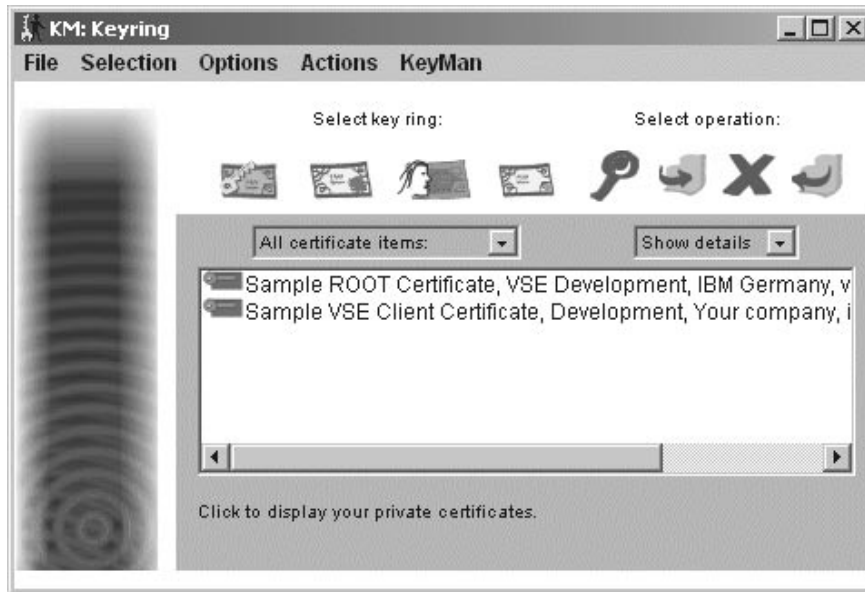 KM: Keyring
File Selection Options Actions KeyMan
Select key ring: Select operation:
All certificate items: Show details
Sample ROOT Certificate, VSE Development, IBM Germany, v
Sample VSE Client Certificate, Development, Your company, i
Click to display your private certificates.